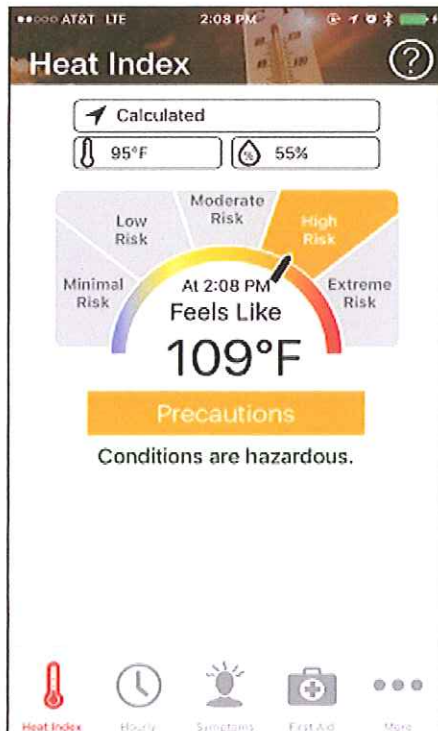 AT&T LTE 2:08 PM
Heat Index
?
Calculated
95°F
% 55%
Minimal
Risk
Low
Risk
Moderate
Risk
High
Risk
Extreme
Risk
At 2:08 PM
Feels Like
109°F
Precautions
Conditions are hazardous.
Heat Index Hourly Symptoms First Aid More